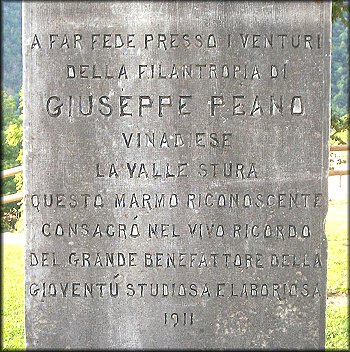 A FAR FEDE PRESSO I VENTURI
DELLA FILANTROPIA DI
GIUSEPPE PEANO
VINADIESE
LA VALLE STURA
QUESTO MARMO RICONOSCENTE
CONSACRÓ NEL VIVO RICORDO
DEL GRANDE BENEFATTORE DELLA
GIOVENTÚ STUDIOSA E LABORIOSA
1911